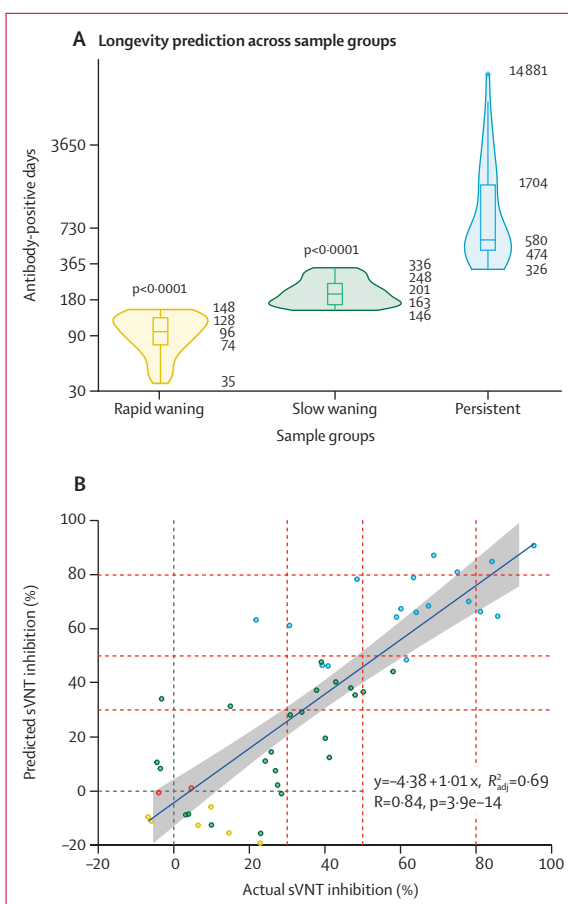 A Longevity prediction across sample groups
14 881
3650
1704
730
580
474
326
365
336
248
201
163
146
p<0·0001
p<0·0001
180
148
128
96
74
35
90
30
Antibody-positive days
Rapid waning
Slow waning
Persistent
Sample groups
B
100
80
60
40
20
0
−20
Predicted sVNT inhibition (%)
y=−4·38 + 1·01 x, R²adj=0·69
R=0·84, p=3·9e−14
−20
0
20
40
60
80
100
Actual sVNT inhibition (%)